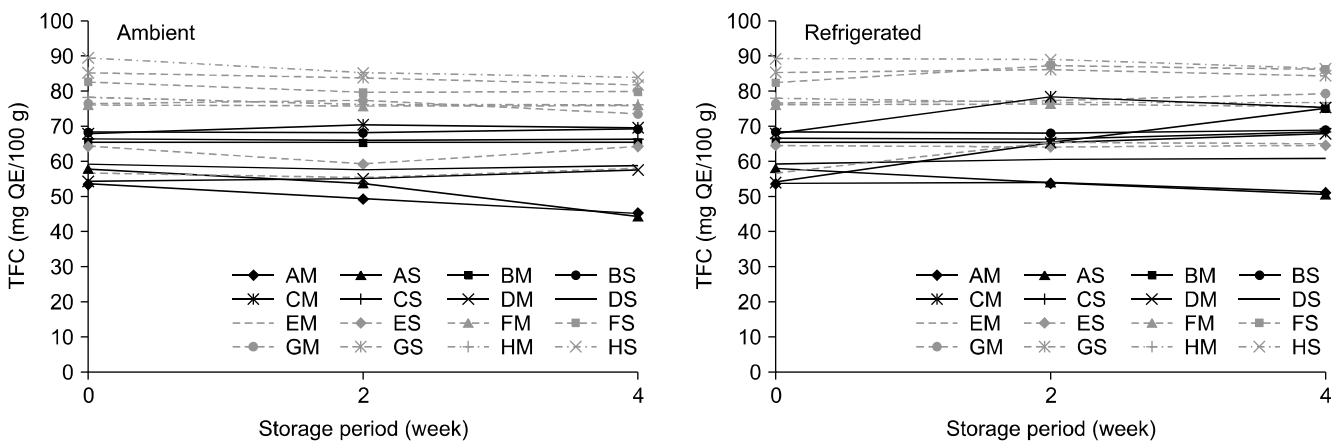 100
90
80
70
60
50
40
30
20
10
0
TFC (mg QE/100 g)
Ambient
AM AS BM BS
CM CS DM DS
EM ES FM FS
GM GS HM HS
0 2 4
Storage period (week)
100
90
80
70
60
50
40
30
20
10
0
TFC (mg QE/100 g)
Refrigerated
AM AS BM BS
CM CS DM DS
EM ES FM FS
GM GS HM HS
0 2 4
Storage period (week)